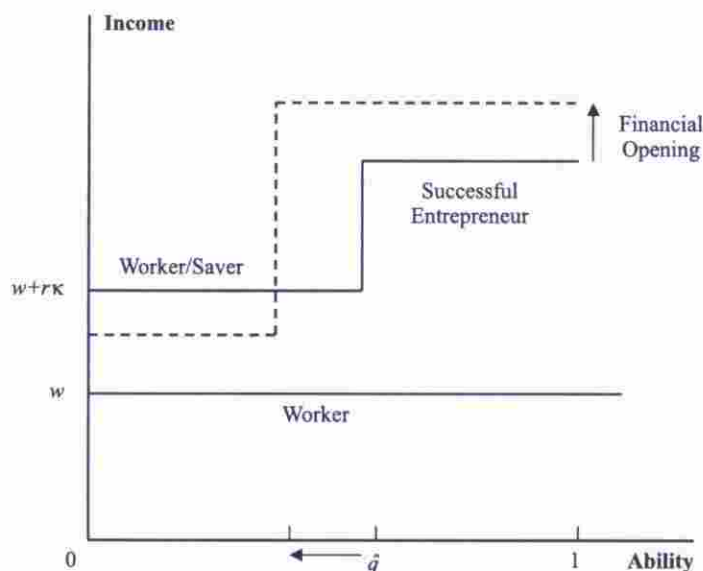 Income
Financial
Opening
Successful
Entrepreneur
Worker/Saver
w+rκ
w
Worker
0
q̂
1
Ability